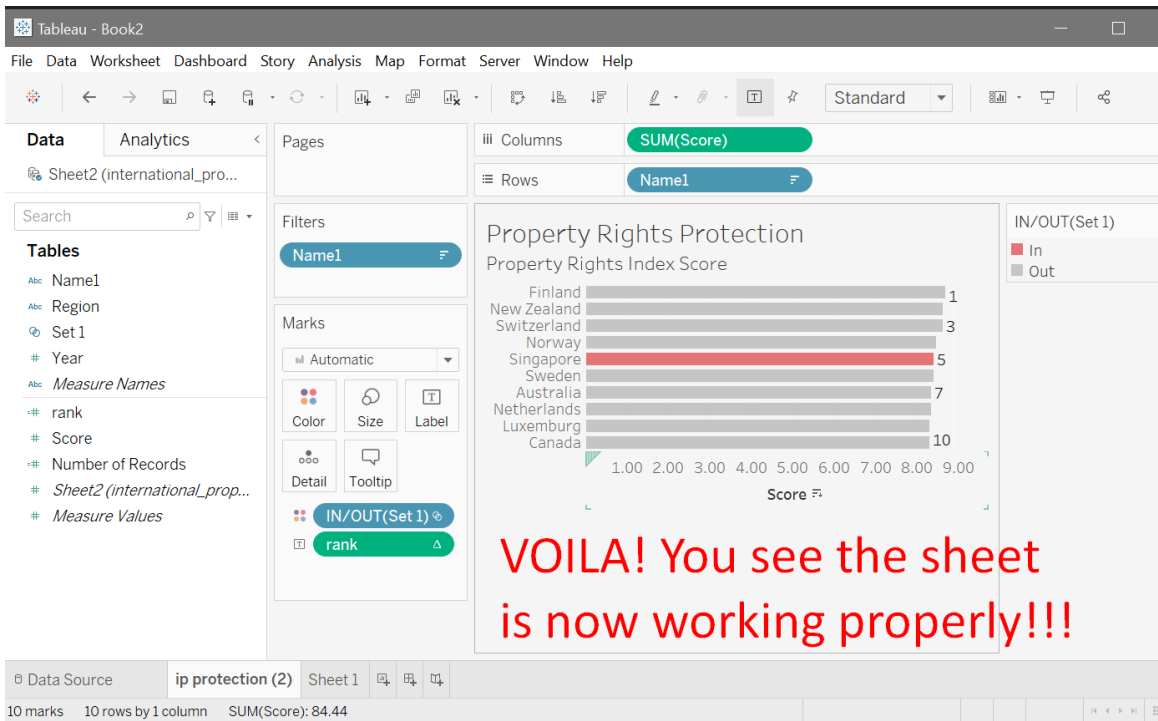 Tableau - Book2
File Data Worksheet Dashboard Story Analysis Map Format Server Window Help
Standard
Data Analytics
Sheet2 (international_pro...
Search
Tables
Abc Name1
Abc Region
Set 1
# Year
Abc Measure Names
=# rank
# Score
=# Number of Records
# Sheet2 (international_prop...
# Measure Values
Pages
Filters
Name1
Marks
Automatic
Color Size Label
Detail Tooltip
IN/OUT(Set 1)
rank
Columns SUM(Score)
Rows Name1
Property Rights Protection
Property Rights Index Score
Finland 1
New Zealand
Switzerland 3
Norway
Singapore 5
Sweden
Australia 7
Netherlands
Luxemburg
Canada 10
1.00 2.00 3.00 4.00 5.00 6.00 7.00 8.00 9.00
Score
IN/OUT(Set 1)
In
Out
VOILA! You see the sheet
is now working properly!!!
Data Source ip protection (2) Sheet 1
10 marks 10 rows by 1 column SUM(Score): 84.44